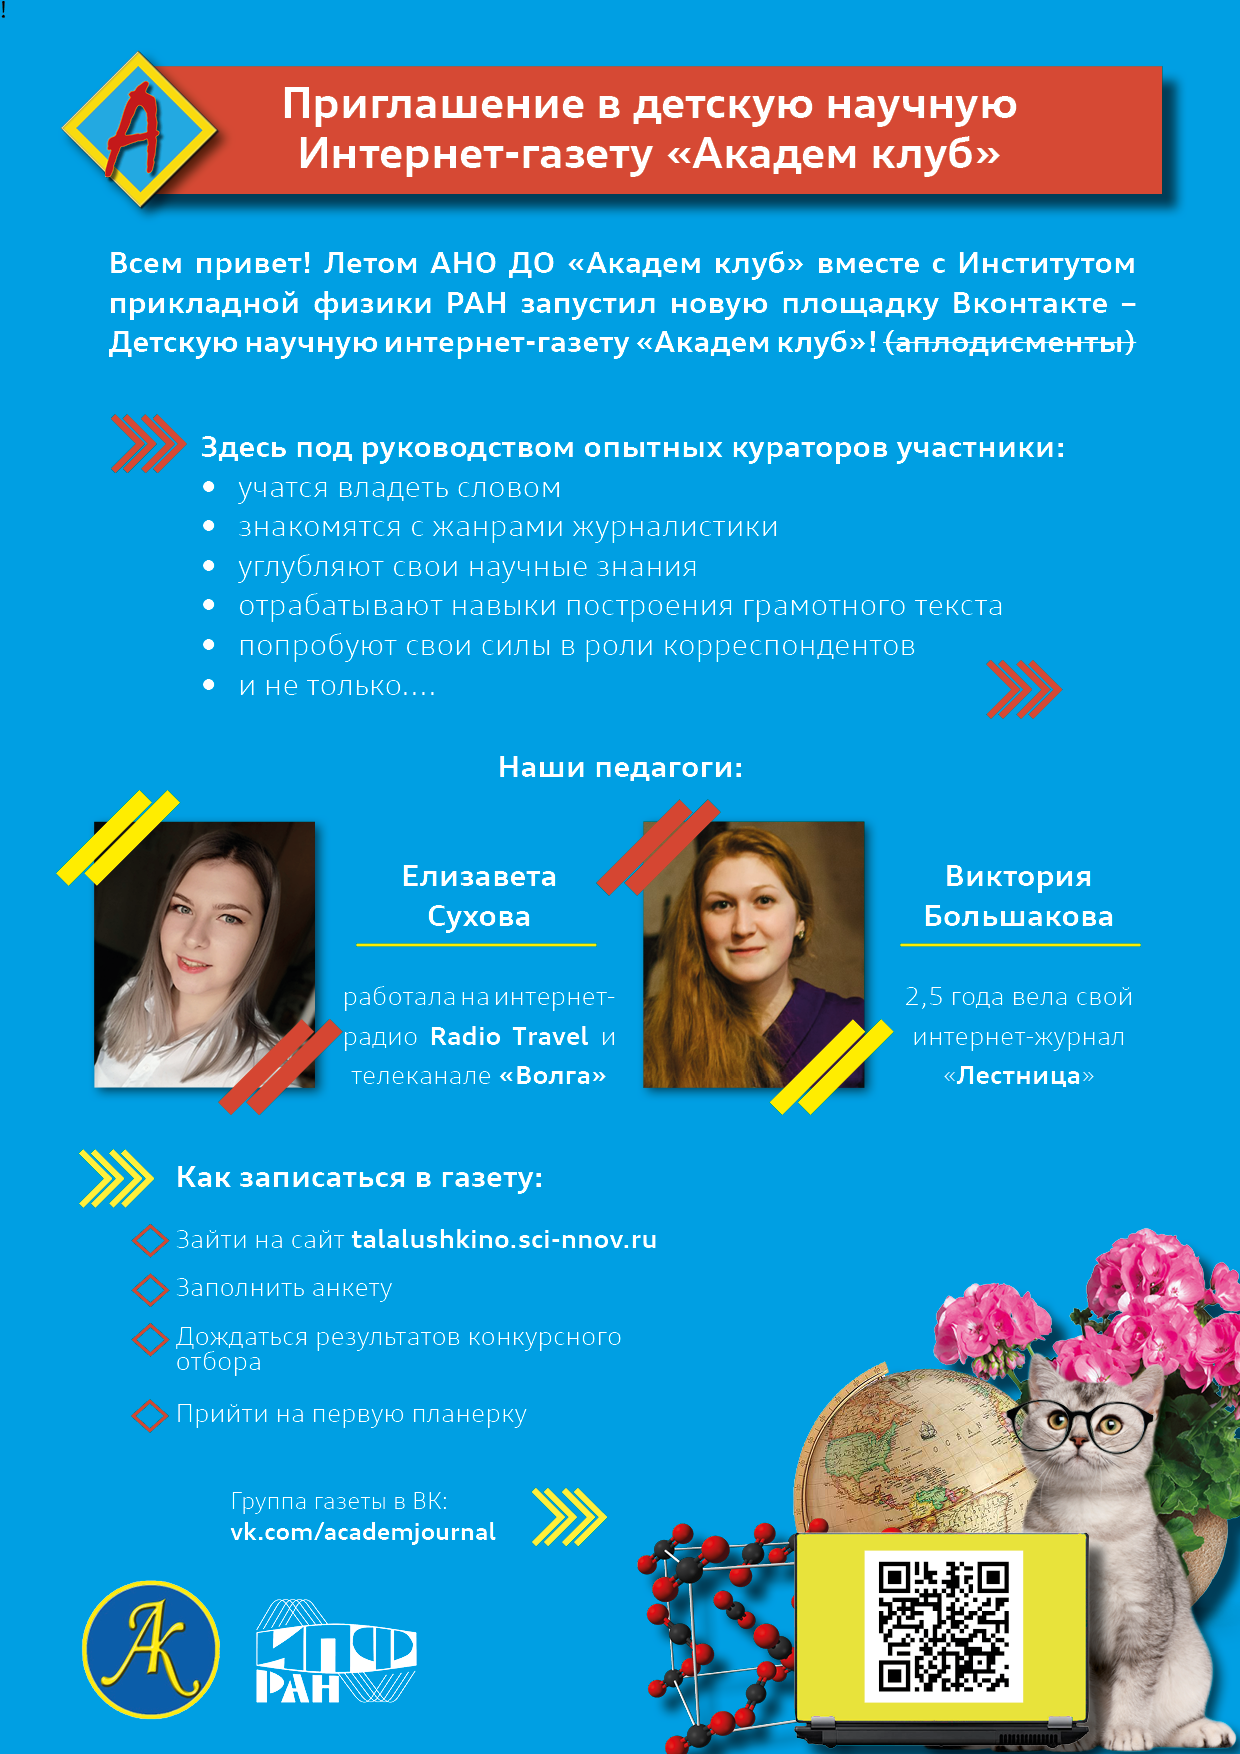 !
А
Приглашение в детскую научную
Интернет-газету «Академ клуб»
Всем привет! Летом АНО ДО «Академ клуб» вместе с Институтом
прикладной физики РАН запустил новую площадку Вконтакте –
Детскую научную интернет-газету «Академ клуб»! (аплодисменты)
Здесь под руководством опытных кураторов участники:
• учатся владеть словом
• знакомятся с жанрами журналистики
• углубляют свои научные знания
• отрабатывают навыки построения грамотного текста
• попробуют свои силы в роли корреспондентов
• и не только....
Наши педагоги:
Елизавета
Сухова
работала на интернет-
радио Radio Travel и
телеканале «Волга»
Виктория
Большакова
2,5 года вела свой
интернет-журнал
«Лестница»
Как записаться в газету:
Зайти на сайт talalushkino.sci-nnov.ru
Заполнить анкету
Дождаться результатов конкурсного
отбора
Прийти на первую планерку
Группа газеты в ВК:
vk.com/academjournal
АК
ИПФ
РАН